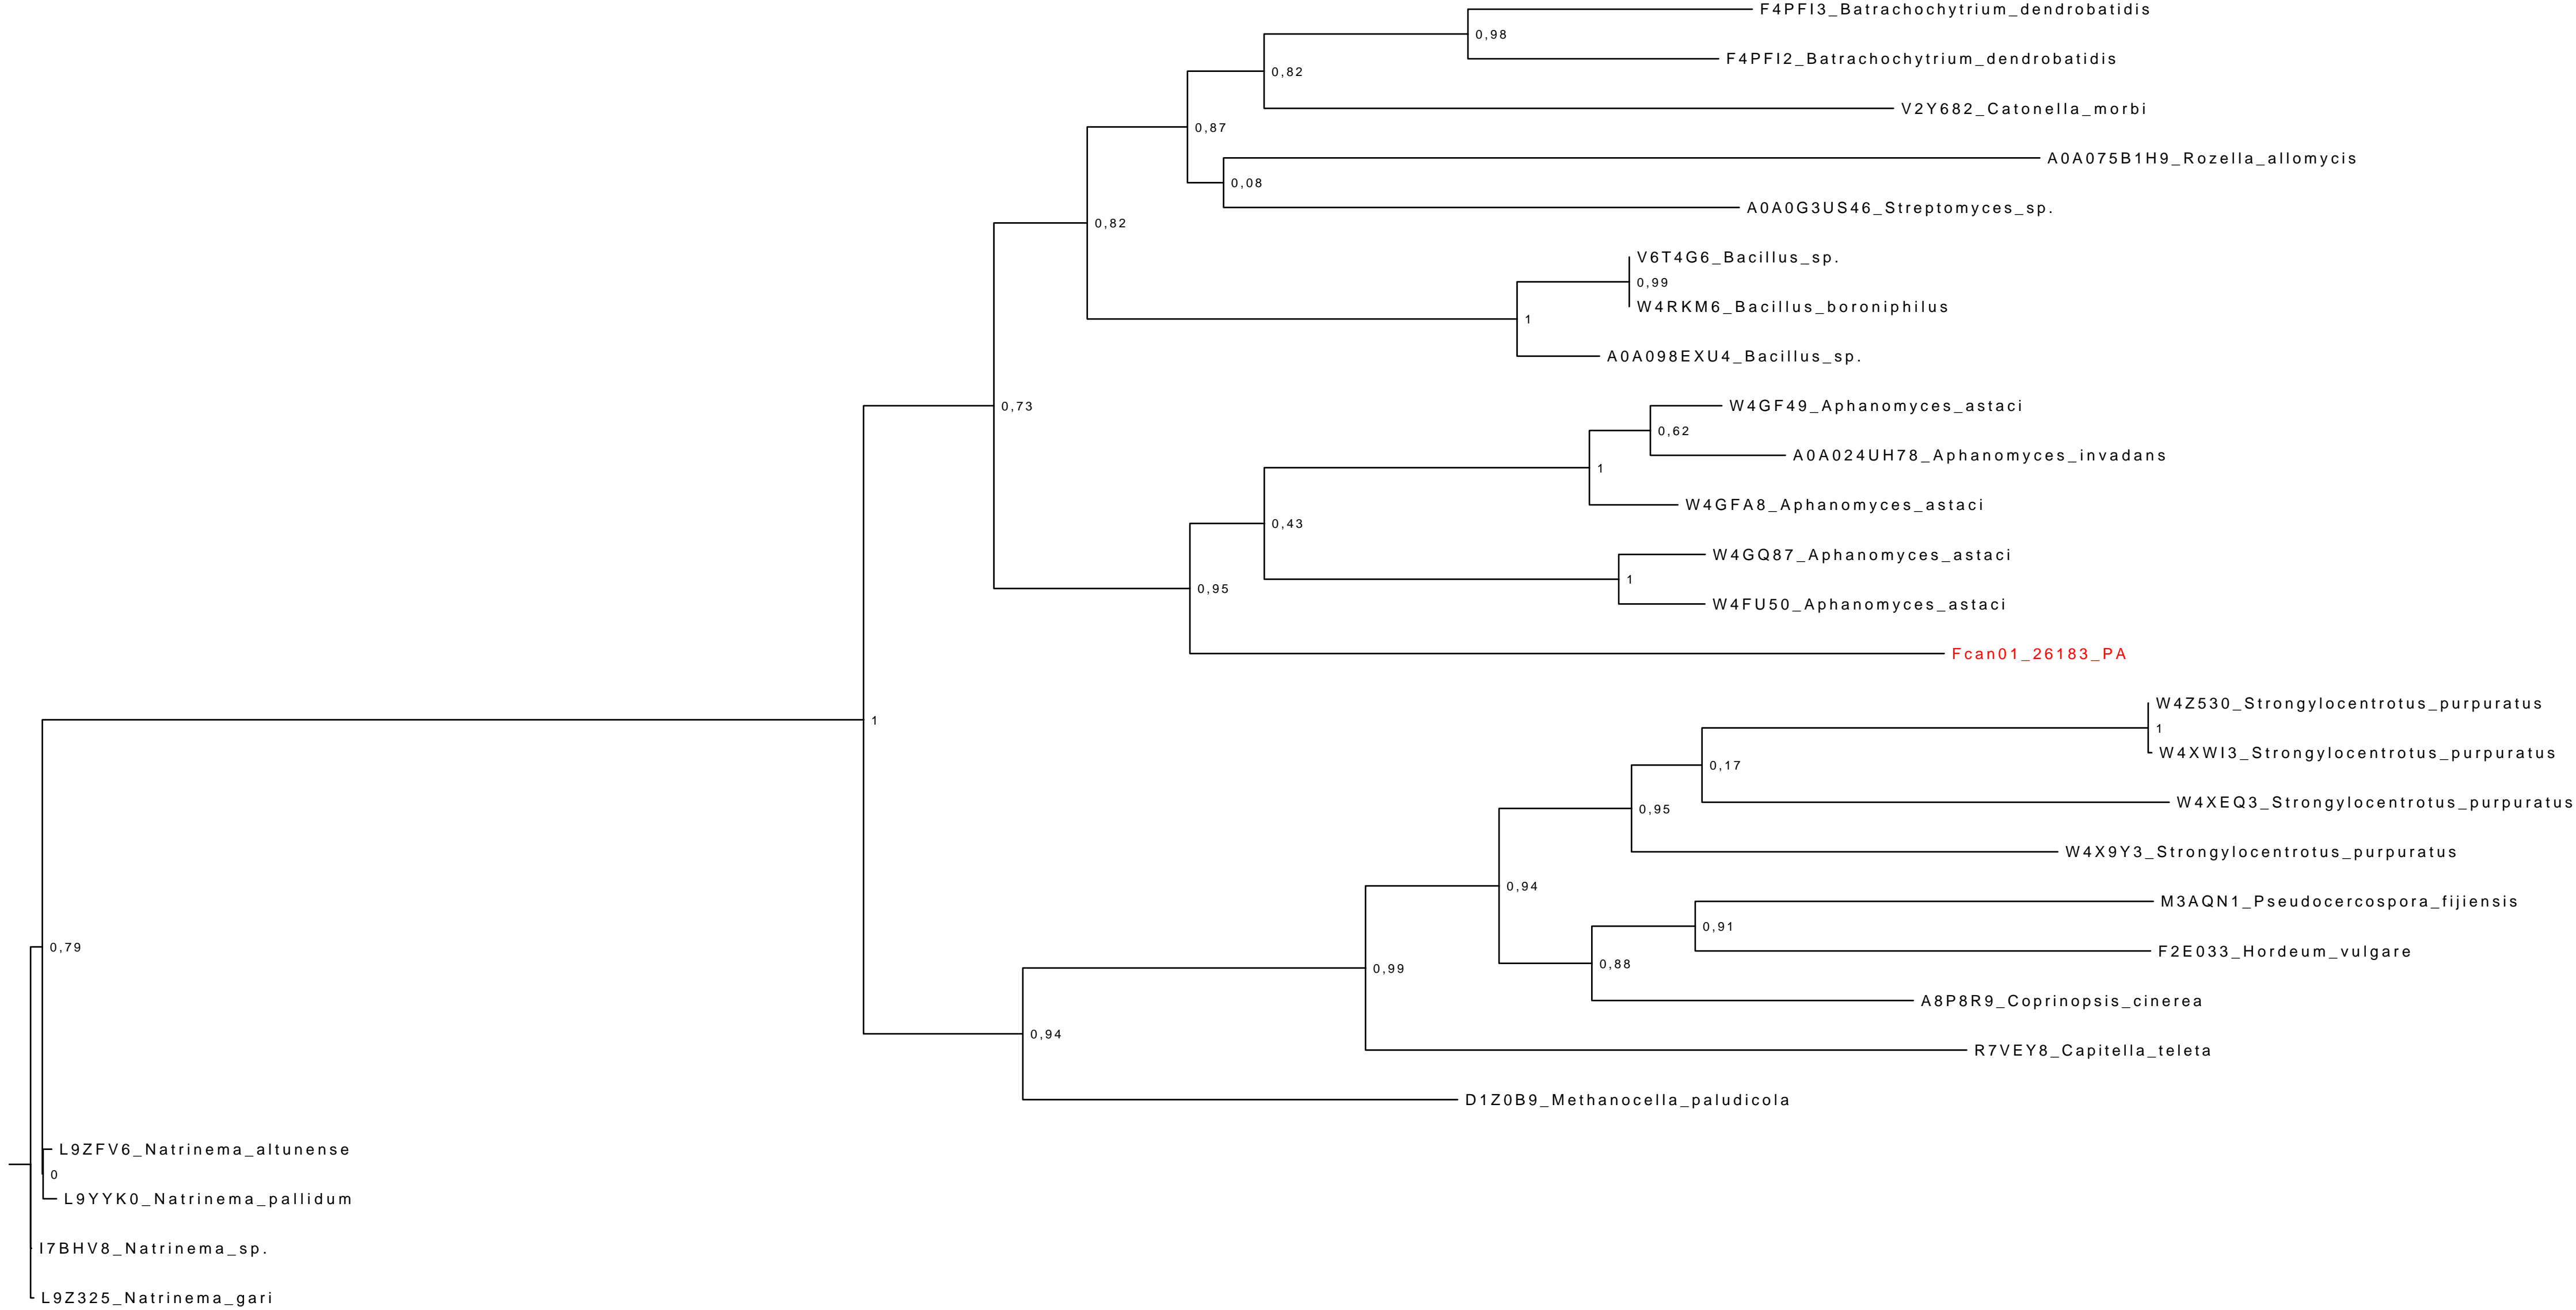 F4PFI3_Batrachochytrium_dendrobatidis
0,98
F4PFI2_Batrachochytrium_dendrobatidis
0,82
V2Y682_Catonella_morbi
0,87
A0A075B1H9_Rozella_allomycis
0,08
A0A0G3US46_Streptomyces_sp.
0,82
V6T4G6_Bacillus_sp.
0,99
W4RKM6_Bacillus_boroniphilus
1
A0A098EXU4_Bacillus_sp.
0,73
W4GF49_Aphanomyces_astaci
0,62
A0A024UH78_Aphanomyces_invadans
1
W4GFA8_Aphanomyces_astaci
0,43
W4GQ87_Aphanomyces_astaci
1
0,95
W4FU50_Aphanomyces_astaci
Fcan01_26183_PA
W4Z530_Strongylocentrotus_purpuratus
1
1
W4XWI3_Strongylocentrotus_purpuratus
0,17
W4XEQ3_Strongylocentrotus_purpuratus
0,95
W4X9Y3_Strongylocentrotus_purpuratus
0,94
M3AQN1_Pseudocercospora_fijiensis
0,91
0,79
F2E033_Hordeum_vulgare
0,88
0,99
A8P8R9_Coprinopsis_cinerea
0,94
R7VEY8_Capitella_teleta
D1Z0B9_Methanocella_paludicola
L9ZFV6_Natrinema_altunense
0
L9YYK0_Natrinema_pallidum
I7BHV8_Natrinema_sp.
L9Z325_Natrinema_gari